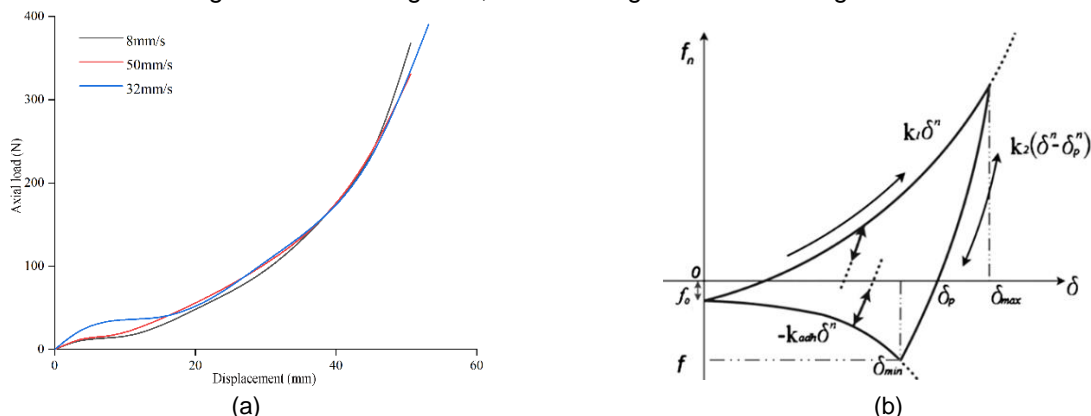 400
300
200
100
0
Axial load (N)
8mm/s
50mm/s
32mm/s
0 20 40 60
Displacement (mm)
(a)
fₙ
k₁δⁿ
k₂(δⁿ-δₚⁿ)
0
f₀
δₚ δmax δ
-kadhδⁿ
f
δmin
(b)